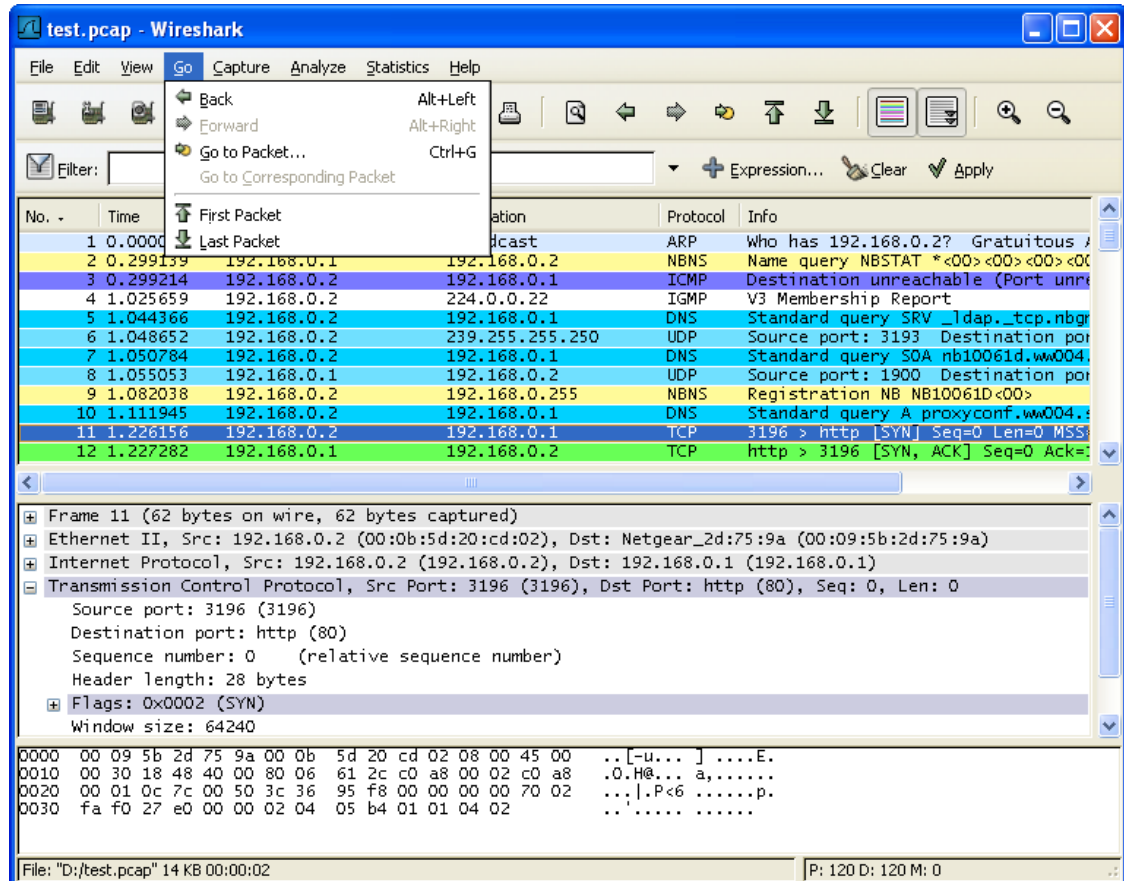 test.pcap - Wireshark
File Edit View Go Capture Analyze Statistics Help
Back Alt+Left
Forward Alt+Right
Go to Packet... Ctrl+G
Go to Corresponding Packet
First Packet
Last Packet
Filter: Expression... Clear Apply
No. Time ation Protocol Info
1 0.0000 dcast ARP Who has 192.168.0.2? Gratuitous
2 0.299139 192.168.0.1 192.168.0.2 NBNS Name query NBSTAT *<00><00><00><00
3 0.299214 192.168.0.2 192.168.0.1 ICMP Destination unreachable (Port unre
4 1.025659 192.168.0.2 224.0.0.22 IGMP V3 Membership Report
5 1.044366 192.168.0.2 192.168.0.1 DNS Standard query SRV _ldap._tcp.nbgm
6 1.048652 192.168.0.2 239.255.255.250 UDP Source port: 3193 Destination por
7 1.050784 192.168.0.2 192.168.0.1 DNS Standard query SOA nb10061d.ww004.
8 1.055053 192.168.0.1 192.168.0.2 UDP Source port: 1900 Destination por
9 1.082038 192.168.0.2 192.168.0.255 NBNS Registration NB NB10061D<00>
10 1.111945 192.168.0.2 192.168.0.1 DNS Standard query A proxyconf.ww004.s
11 1.226156 192.168.0.2 192.168.0.1 TCP 3196 > http [SYN] Seq=0 Len=0 MSS
12 1.227282 192.168.0.1 192.168.0.2 TCP http > 3196 [SYN, ACK] Seq=0 Ack=1
Frame 11 (62 bytes on wire, 62 bytes captured)
Ethernet II, Src: 192.168.0.2 (00:0b:5d:20:cd:02), Dst: Netgear_2d:75:9a (00:09:5b:2d:75:9a)
Internet Protocol, Src: 192.168.0.2 (192.168.0.2), Dst: 192.168.0.1 (192.168.0.1)
Transmission Control Protocol, Src Port: 3196 (3196), Dst Port: http (80), Seq: 0, Len: 0
Source port: 3196 (3196)
Destination port: http (80)
Sequence number: 0 (relative sequence number)
Header length: 28 bytes
Flags: 0x0002 (SYN)
Window size: 64240
0000 00 09 5b 2d 75 9a 00 0b 5d 20 cd 02 08 00 45 00 ..[-u... ] ....E.
0010 00 30 18 48 40 00 80 06 61 2c c0 a8 00 02 c0 a8 .0.H@... a,......
0020 00 01 0c 7c 00 50 3c 36 95 f8 00 00 00 00 70 02 ...|.P<6 ......p.
0030 fa f0 27 e0 00 00 02 04 05 b4 01 01 04 02 ..'..... ......
File: "D:/test.pcap" 14 KB 00:00:02 P: 120 D: 120 M: 0